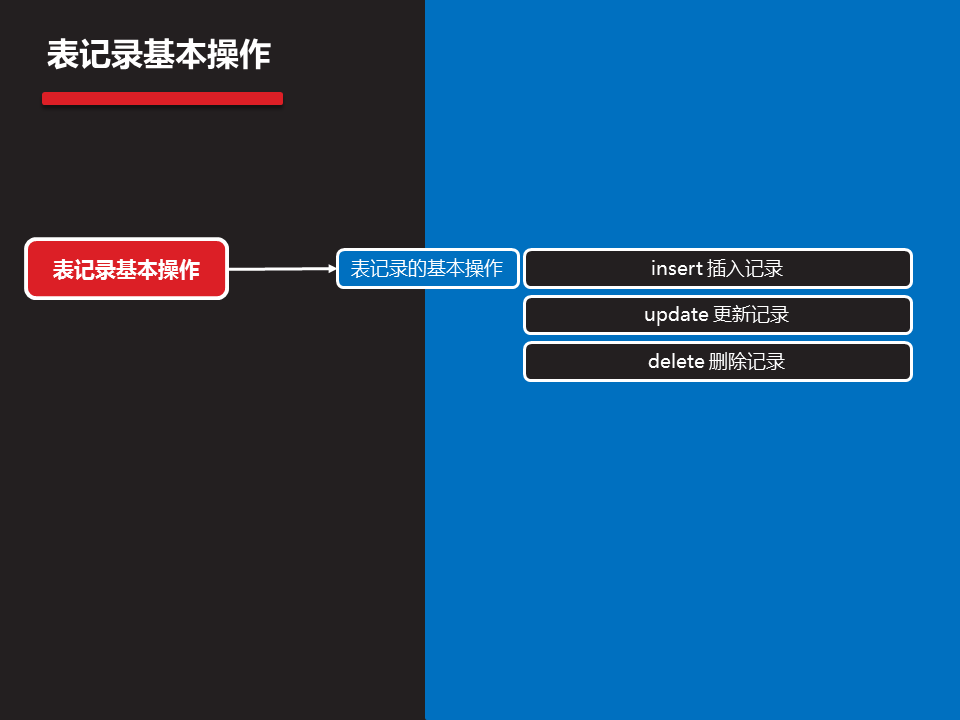 表记录基本操作
表记录基本操作
表记录的基本操作
insert 插入记录
update 更新记录
delete 删除记录